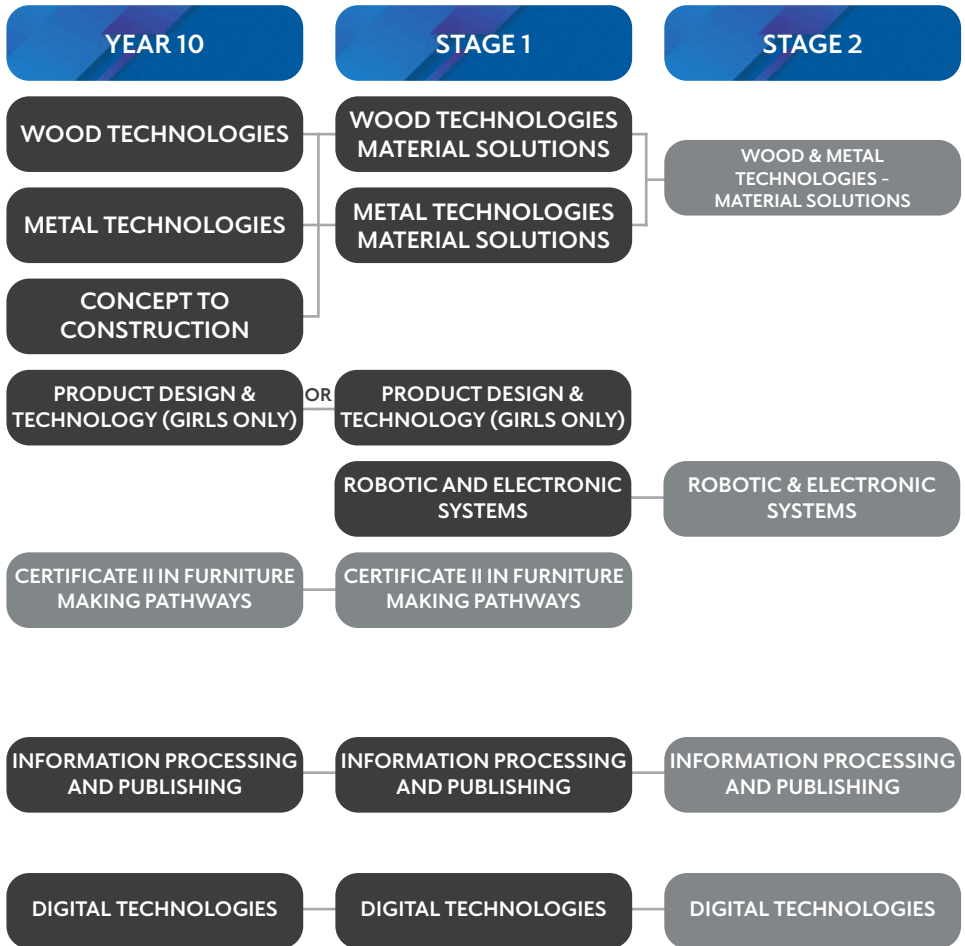 YEAR 10
STAGE 1
STAGE 2
WOOD TECHNOLOGIES
WOOD TECHNOLOGIES
MATERIAL SOLUTIONS
WOOD & METAL
TECHNOLOGIES -
MATERIAL SOLUTIONS
METAL TECHNOLOGIES
METAL TECHNOLOGIES
MATERIAL SOLUTIONS
CONCEPT TO
CONSTRUCTION
PRODUCT DESIGN &
TECHNOLOGY (GIRLS ONLY)
OR
PRODUCT DESIGN &
TECHNOLOGY (GIRLS ONLY)
ROBOTIC AND ELECTRONIC
SYSTEMS
ROBOTIC & ELECTRONIC
SYSTEMS
CERTIFICATE II IN FURNITURE
MAKING PATHWAYS
CERTIFICATE II IN FURNITURE
MAKING PATHWAYS
INFORMATION PROCESSING
AND PUBLISHING
INFORMATION PROCESSING
AND PUBLISHING
INFORMATION PROCESSING
AND PUBLISHING
DIGITAL TECHNOLOGIES
DIGITAL TECHNOLOGIES
DIGITAL TECHNOLOGIES